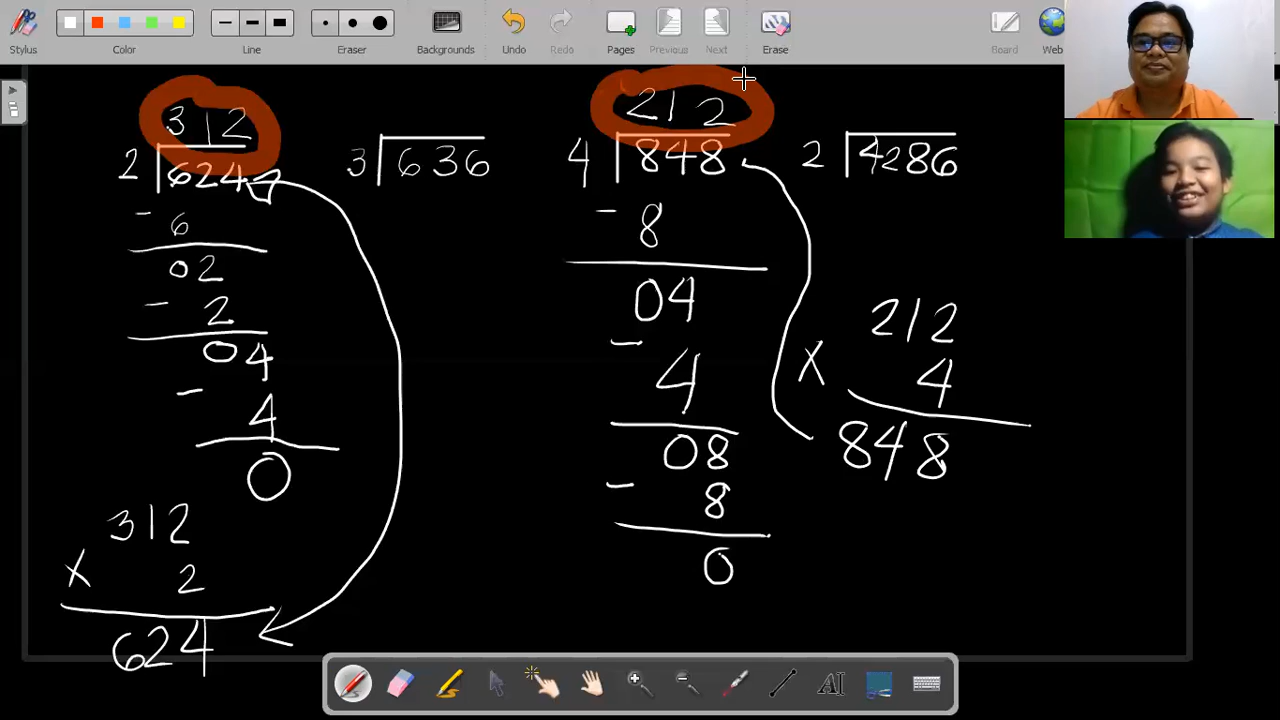 Stylus
Color
Line
Eraser
Backgrounds
Undo
Redo
Pages
Previous
Next
Erase
Board
Web
312
2 624
- 6
02
- 2
04
- 4
0
312
X 2
624
3 636
212
4 848
- 8
04
- 4
08
- 8
0
2 4286
212
X 4
848
AI